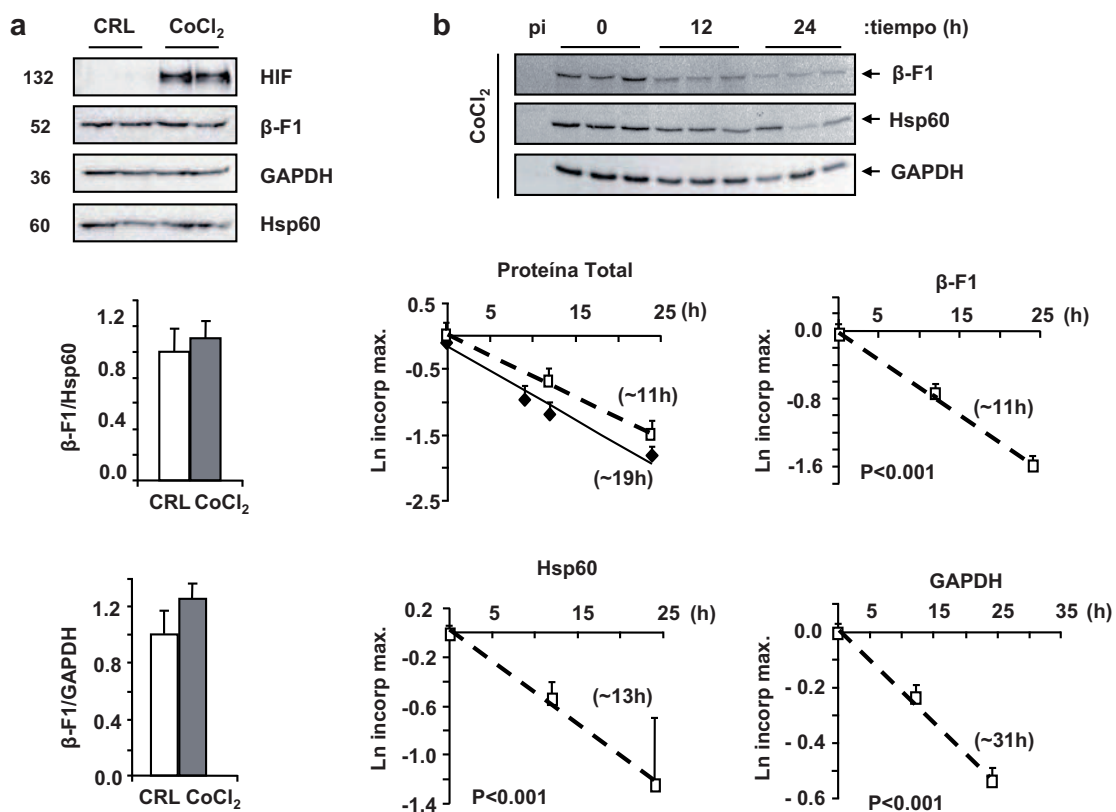 a
CRL CoCl₂
132 HIF
52 β-F1
36 GAPDH
60 Hsp60
b
pi 0 12 24 :tiempo (h)
CoCl₂
β-F1
Hsp60
GAPDH
β-F1/Hsp60
1.2
0.8
0.4
0.0
CRL CoCl₂
Proteína Total
Ln incorp max.
0.5
0
-0.5
-1.5
-2.5
5 15 25 (h)
(~11h)
(~19h)
β-F1
Ln incorp max.
0.0
-0.8
-1.6
5 15 25 (h)
(~11h)
P<0.001
β-F1/GAPDH
1.2
0.8
0.4
0.0
CRL CoCl₂
Hsp60
Ln incorp max.
0.2
-0.2
-0.6
-1.0
-1.4
5 15 25 (h)
(~13h)
P<0.001
GAPDH
Ln incorp max.
0.0
- 0.2
- 0.4
- 0.6
5 15 25 35 (h)
(~31h)
P<0.001